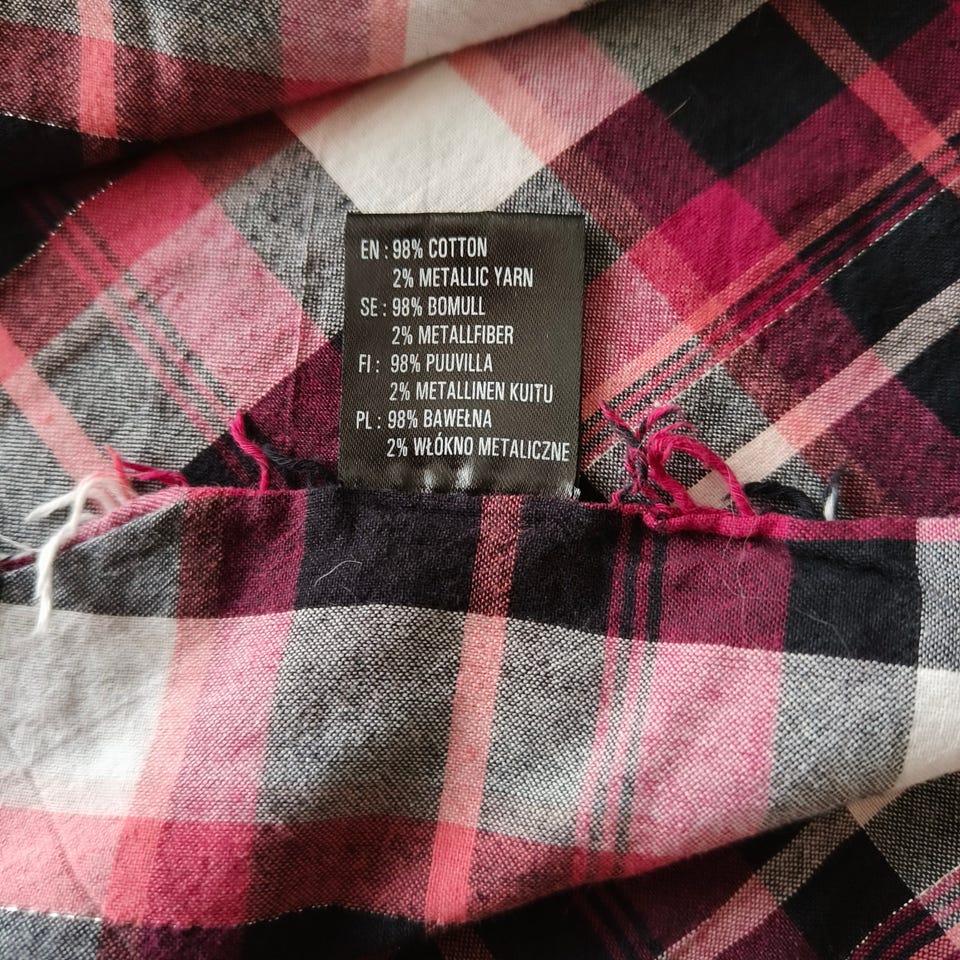 EN : 98% COTTON
2% METALLIC YARN
SE : 98% BOMULL
2% METALLFIBER
FI : 98% PUUVILLA
2% METALLINEN KUITU
PL : 98% BAWEŁNA
2% WŁÓKNO METALICZNE